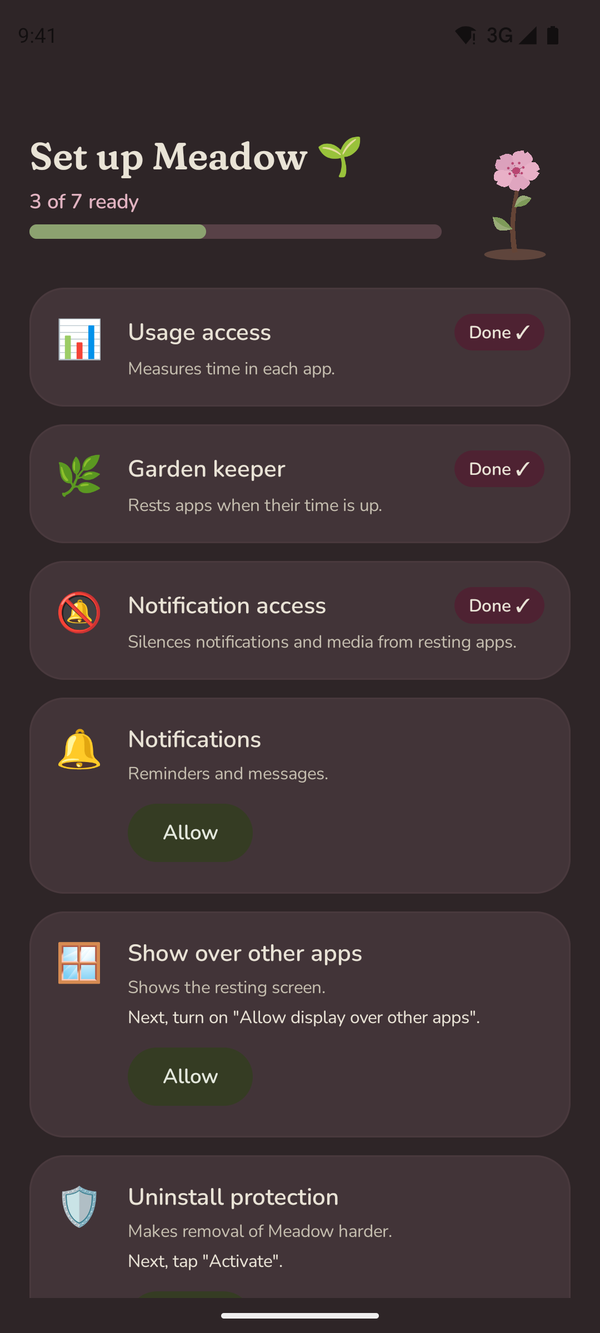 9:41
3G
Set up Meadow
3 of 7 ready
Usage access
Done ✓
Measures time in each app.
Garden keeper
Done ✓
Rests apps when their time is up.
Notification access
Done ✓
Silences notifications and media from resting apps.
Notifications
Reminders and messages.
Allow
Show over other apps
Shows the resting screen.
Next, turn on "Allow display over other apps".
Allow
Uninstall protection
Makes removal of Meadow harder.
Next, tap "Activate".